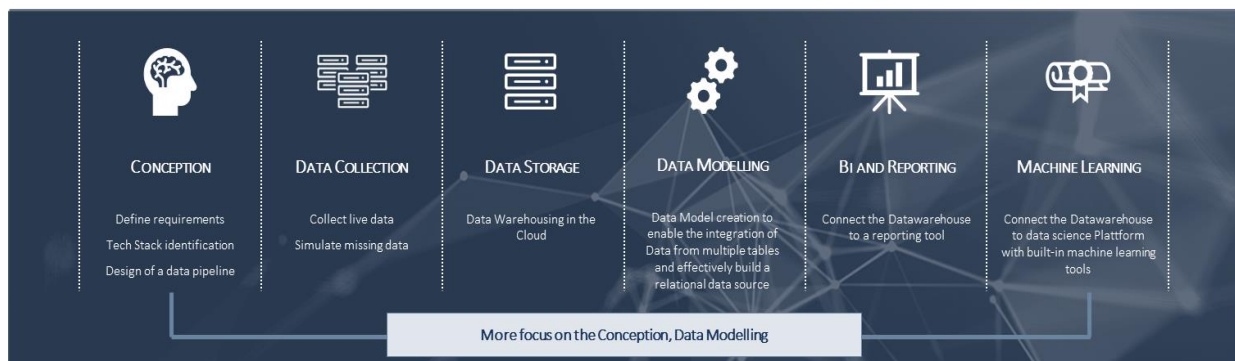 CONCEPTION
Define requirements
Tech Stack identification
Design of a data pipeline
DATA COLLECTION
Collect live data
Simulate missing data
DATA STORAGE
Data Warehousing in the
Cloud
DATA MODELLING
Data Model creation to
enable the integration of
Data from multiple tables
and effectively build a
relational data source
BI AND REPORTING
Connect the Datawarehouse
to a reporting tool
MACHINE LEARNING
Connect the Datawarehouse
to data science Plattform
with built-in machine learning
tools
More focus on the Conception, Data Modelling